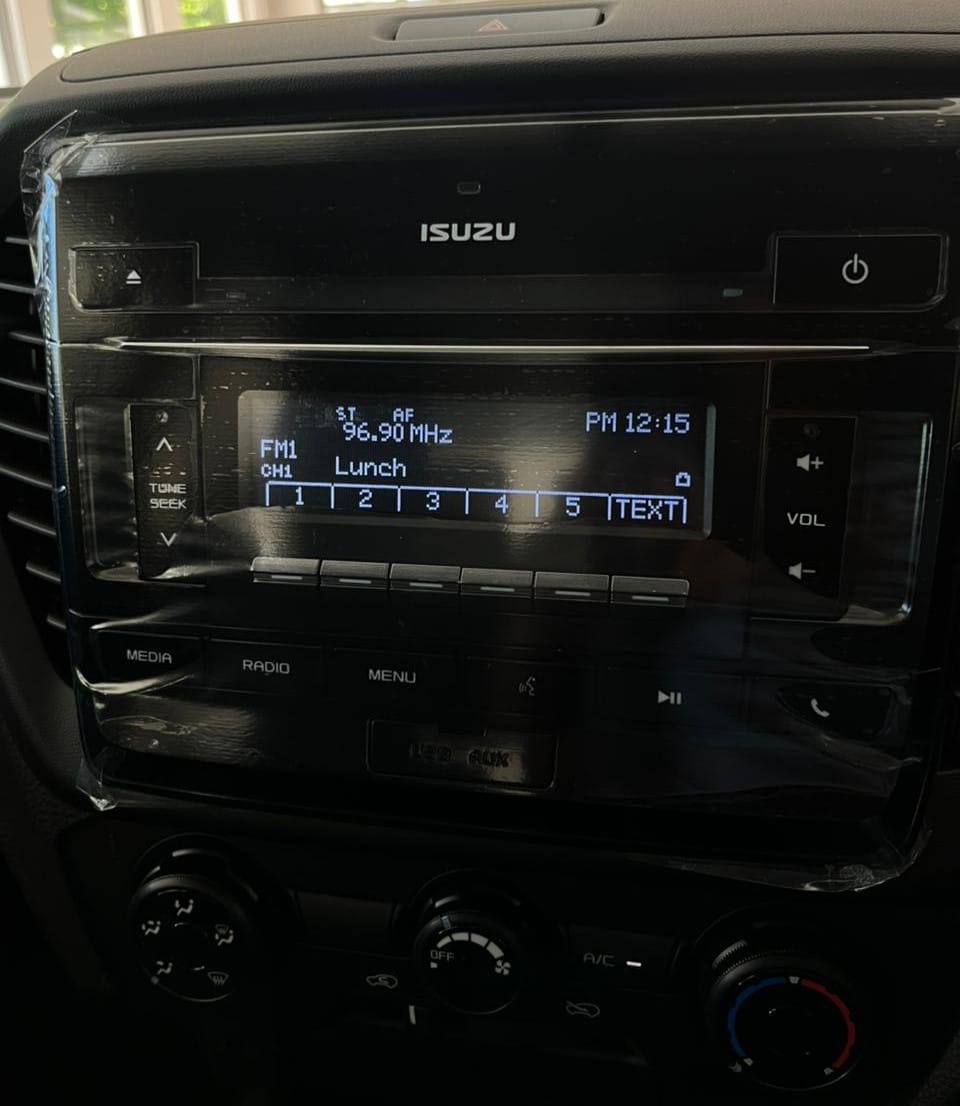 ISUZU
ST AF
96.90 MHz
PM 12:15
FM1
CH1 Lunch
1 2 3 4 5 TEXT
TUNE
SEEK
VOL
MEDIA
RADIO
MENU
AUX
OFF
A/C